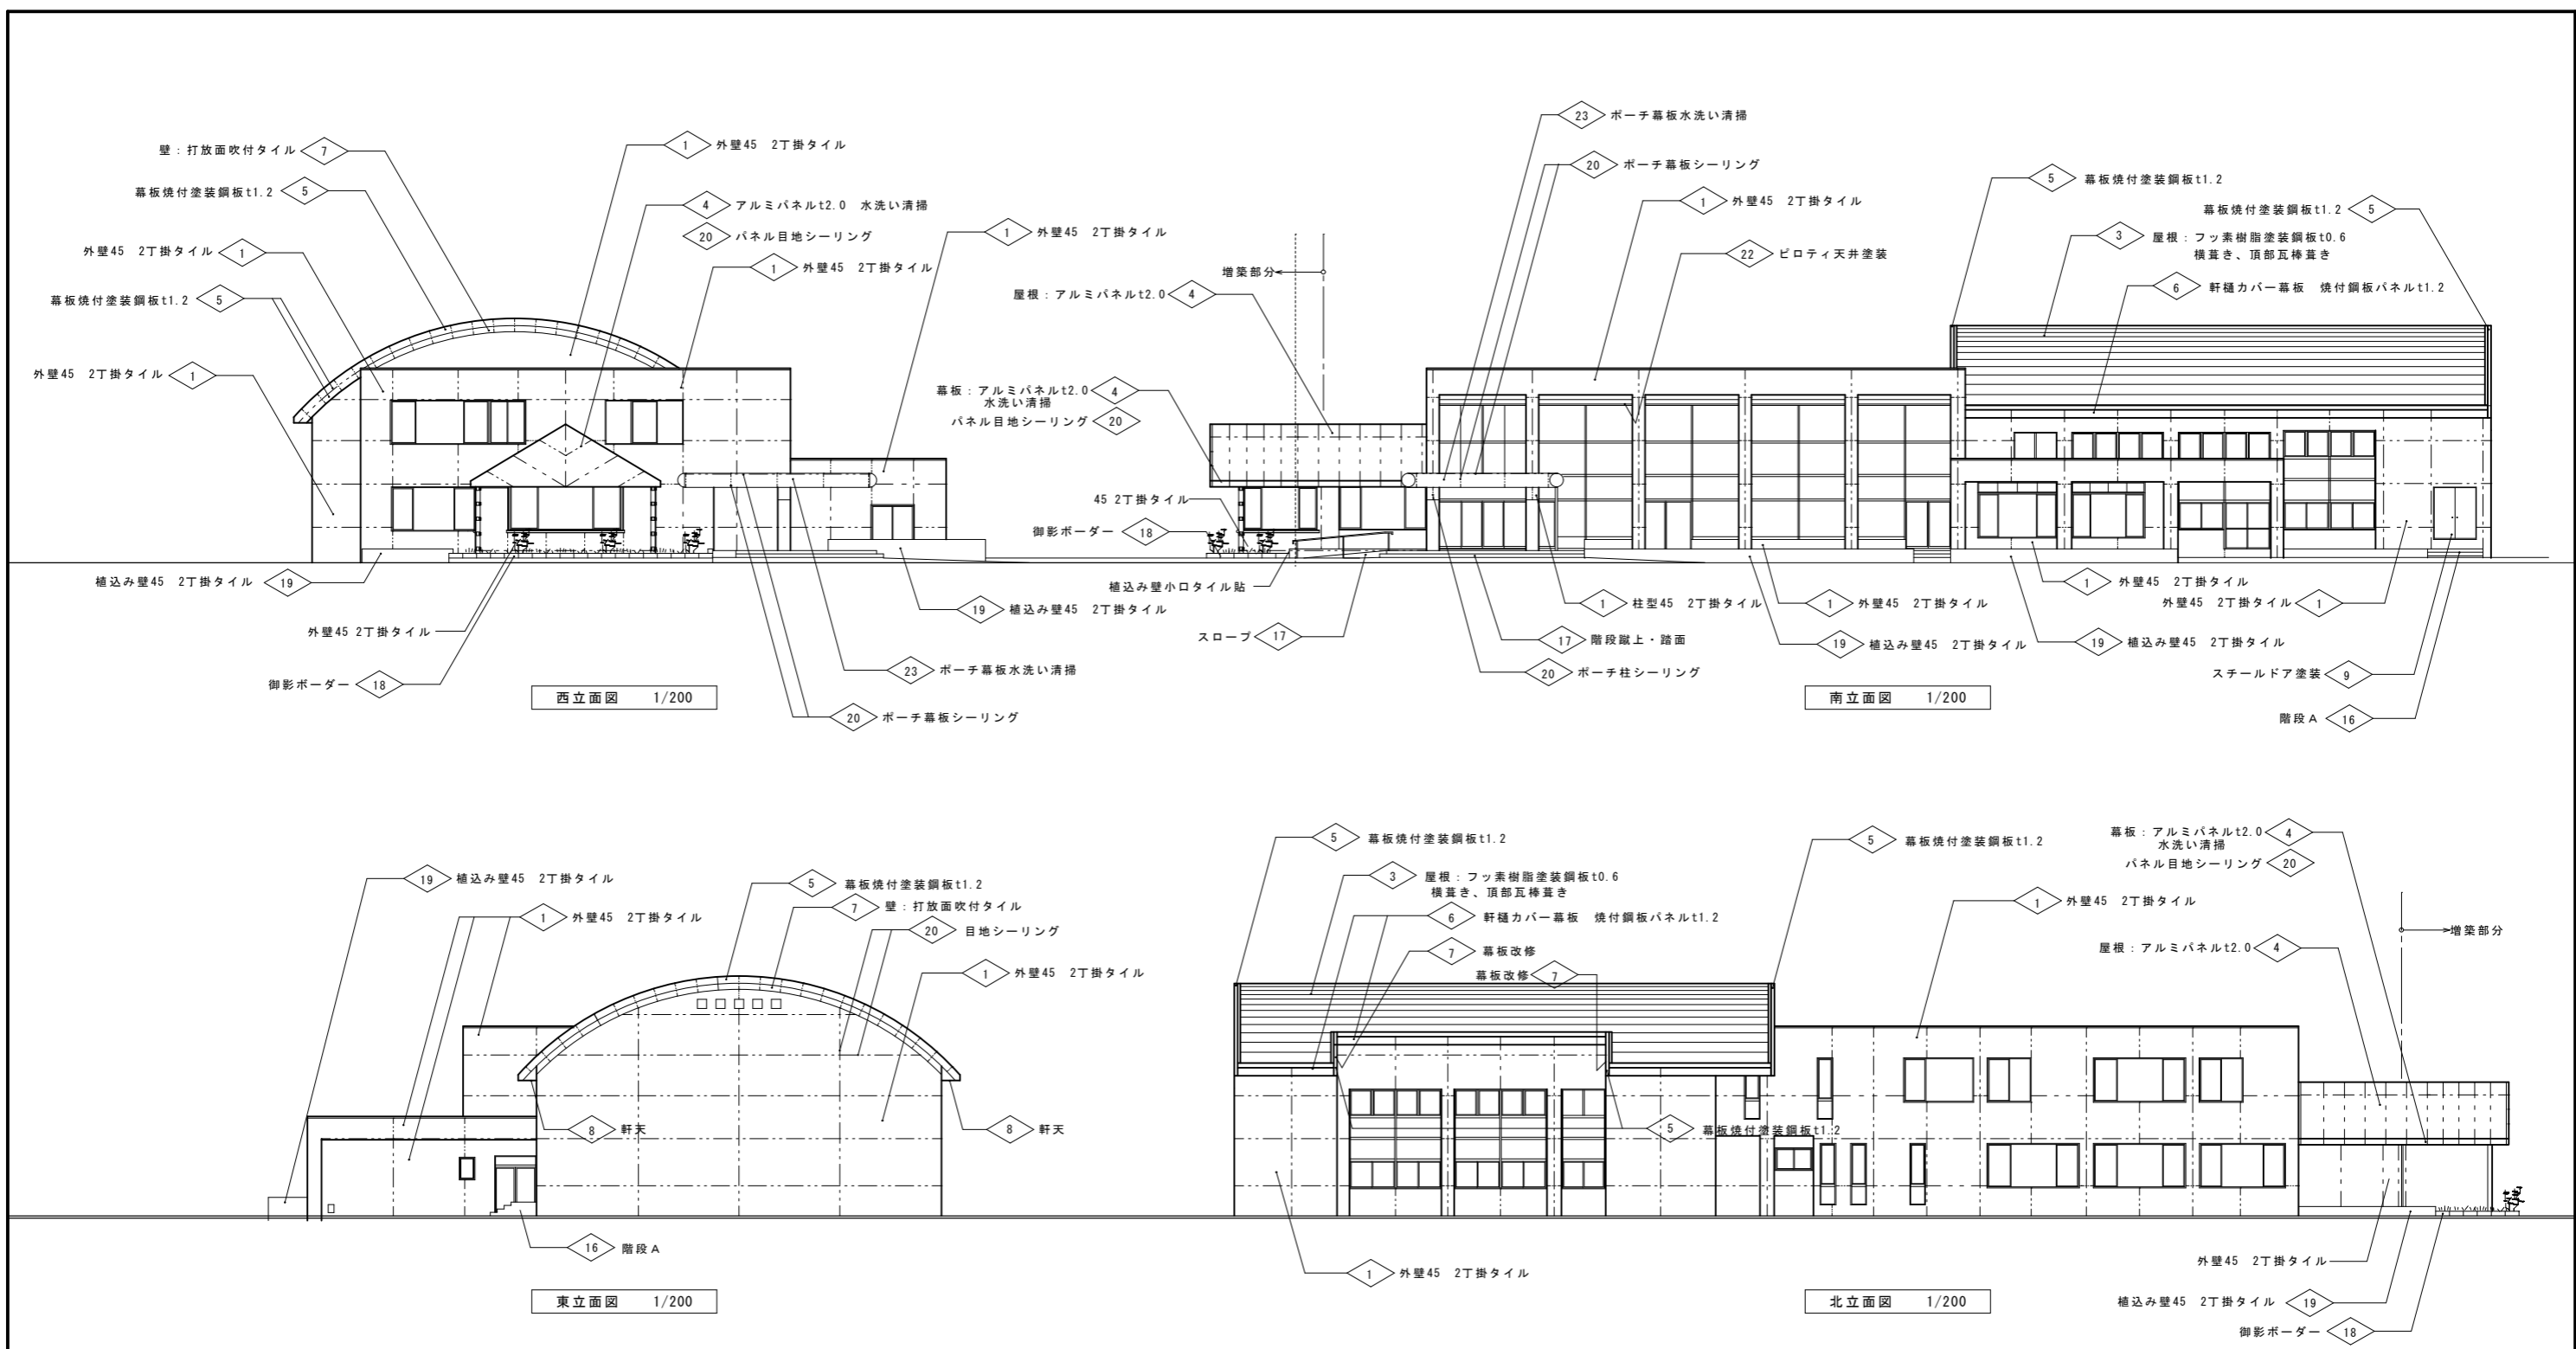 壁：打放面吹付タイル 7
幕板焼付塗装鋼板t1.2 5
外壁45 2丁掛タイル 1
幕板焼付塗装鋼板t1.2 5
外壁45 2丁掛タイル 1
1 外壁45 2丁掛タイル
4 アルミパネルt2.0 水洗い清掃
20 パネル目地シーリング
1 外壁45 2丁掛タイル
1 外壁45 2丁掛タイル
植込み壁45 2丁掛タイル 19
外壁45 2丁掛タイル
御影ボーダー 18
19 植込み壁45 2丁掛タイル
23 ポーチ幕板水洗い清掃
20 ポーチ幕板シーリング
西立面図 1/200
23 ポーチ幕板水洗い清掃
20 ポーチ幕板シーリング
1 外壁45 2丁掛タイル
22 ピロティ天井塗装
増築部分
屋根：アルミパネルt2.0 4
幕板：アルミパネルt2.0 4
水洗い清掃
パネル目地シーリング 20
45 2丁掛タイル
御影ボーダー 18
植込み壁小口タイル貼
スロープ 17
5 幕板焼付塗装鋼板t1.2
幕板焼付塗装鋼板t1.2 5
3 屋根：フッ素樹脂塗装鋼板t0.6
横葺き、頂部瓦棒葺き
6 軒樋カバー幕板 焼付鋼板パネルt1.2
1 柱型45 2丁掛タイル
17 階段蹴上・踏面
20 ポーチ柱シーリング
1 外壁45 2丁掛タイル
19 植込み壁45 2丁掛タイル
1 外壁45 2丁掛タイル
外壁45 2丁掛タイル 1
19 植込み壁45 2丁掛タイル
スチールドア塗装 9
階段A 16
南立面図 1/200
19 植込み壁45 2丁掛タイル
1 外壁45 2丁掛タイル
5 幕板焼付塗装鋼板t1.2
7 壁：打放面吹付タイル
20 目地シーリング
1 外壁45 2丁掛タイル
8 軒天
8 軒天
16 階段A
東立面図 1/200
5 幕板焼付塗装鋼板t1.2
3 屋根：フッ素樹脂塗装鋼板t0.6
横葺き、頂部瓦棒葺き
6 軒樋カバー幕板 焼付鋼板パネルt1.2
7 幕板改修
幕板改修 7
5 幕板焼付塗装鋼板t1.2
幕板：アルミパネルt2.0 4
水洗い清掃
パネル目地シーリング 20
1 外壁45 2丁掛タイル
増築部分
屋根：アルミパネルt2.0 4
5 幕板焼付塗装鋼板t1.2
1 外壁45 2丁掛タイル
外壁45 2丁掛タイル
植込み壁45 2丁掛タイル 19
御影ボーダー 18
北立面図 1/200